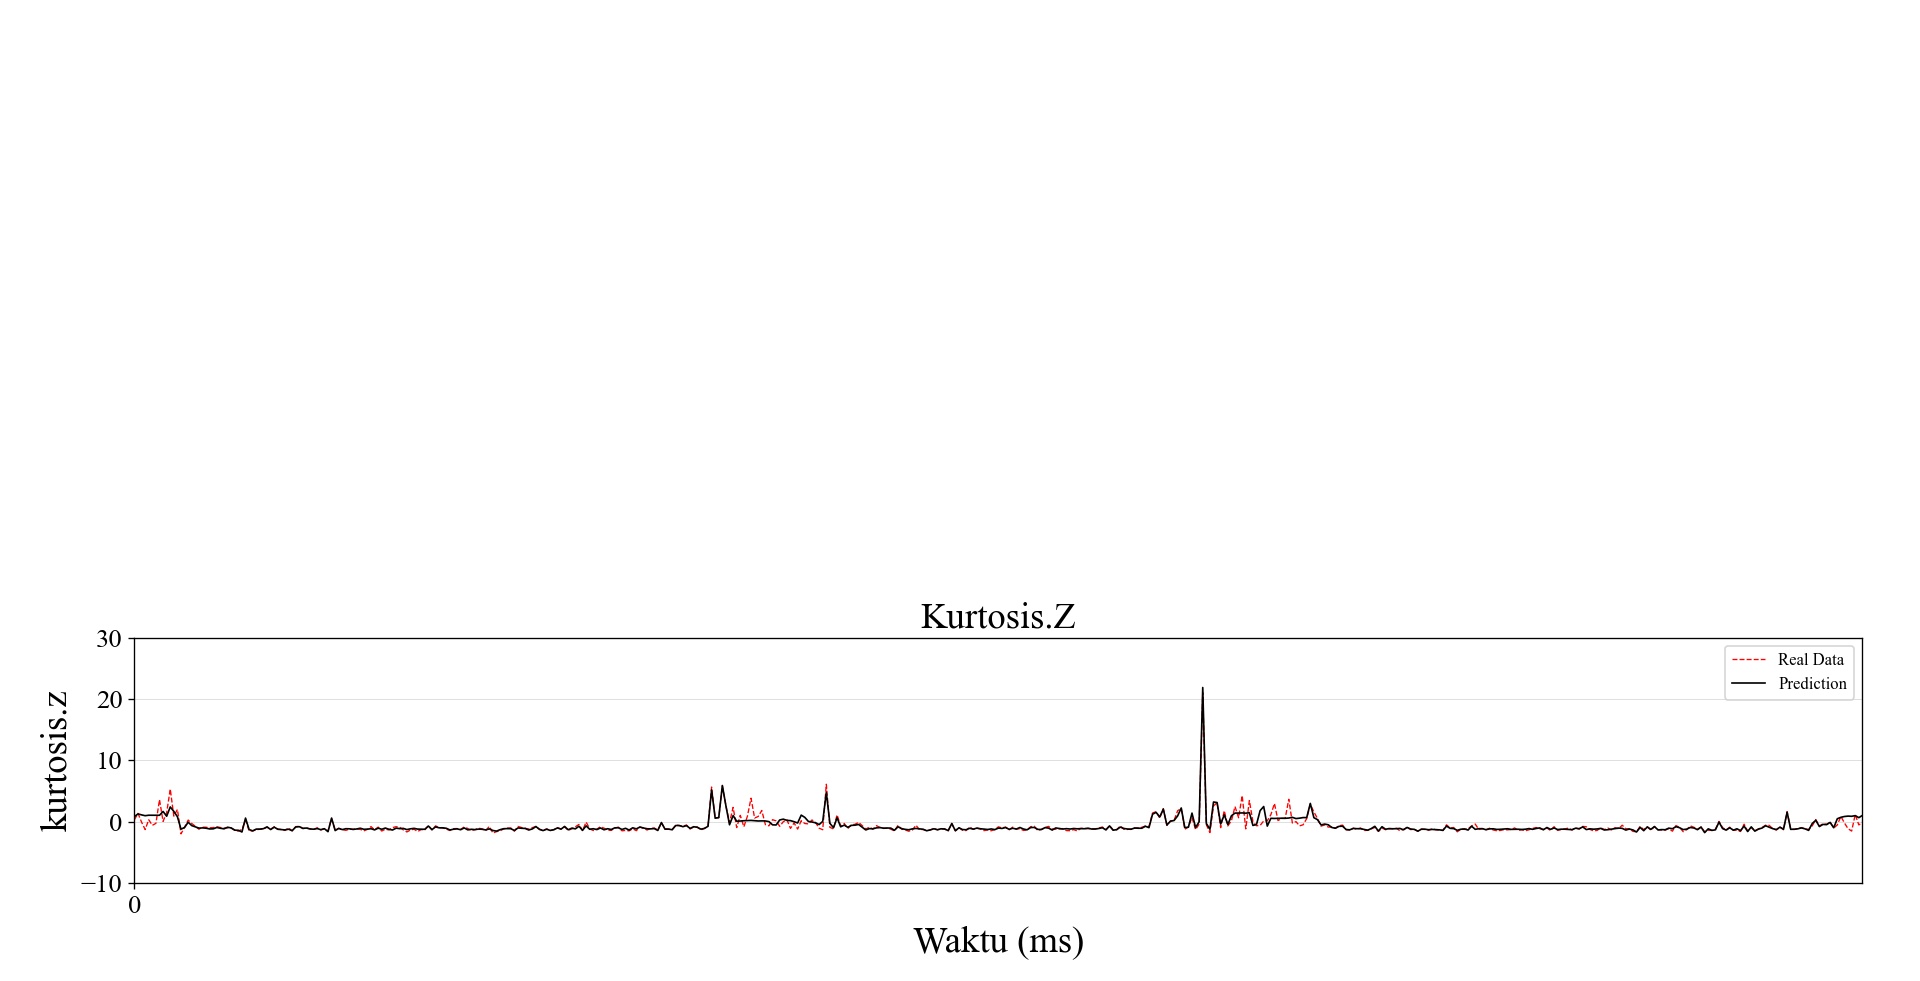 Kurtosis.Z
30
20
10
0
−10
kurtosis.z
Real Data
Prediction
0
Waktu (ms)